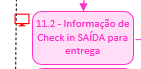 11.2 - Informação de
Check in SAÍDA para
entrega